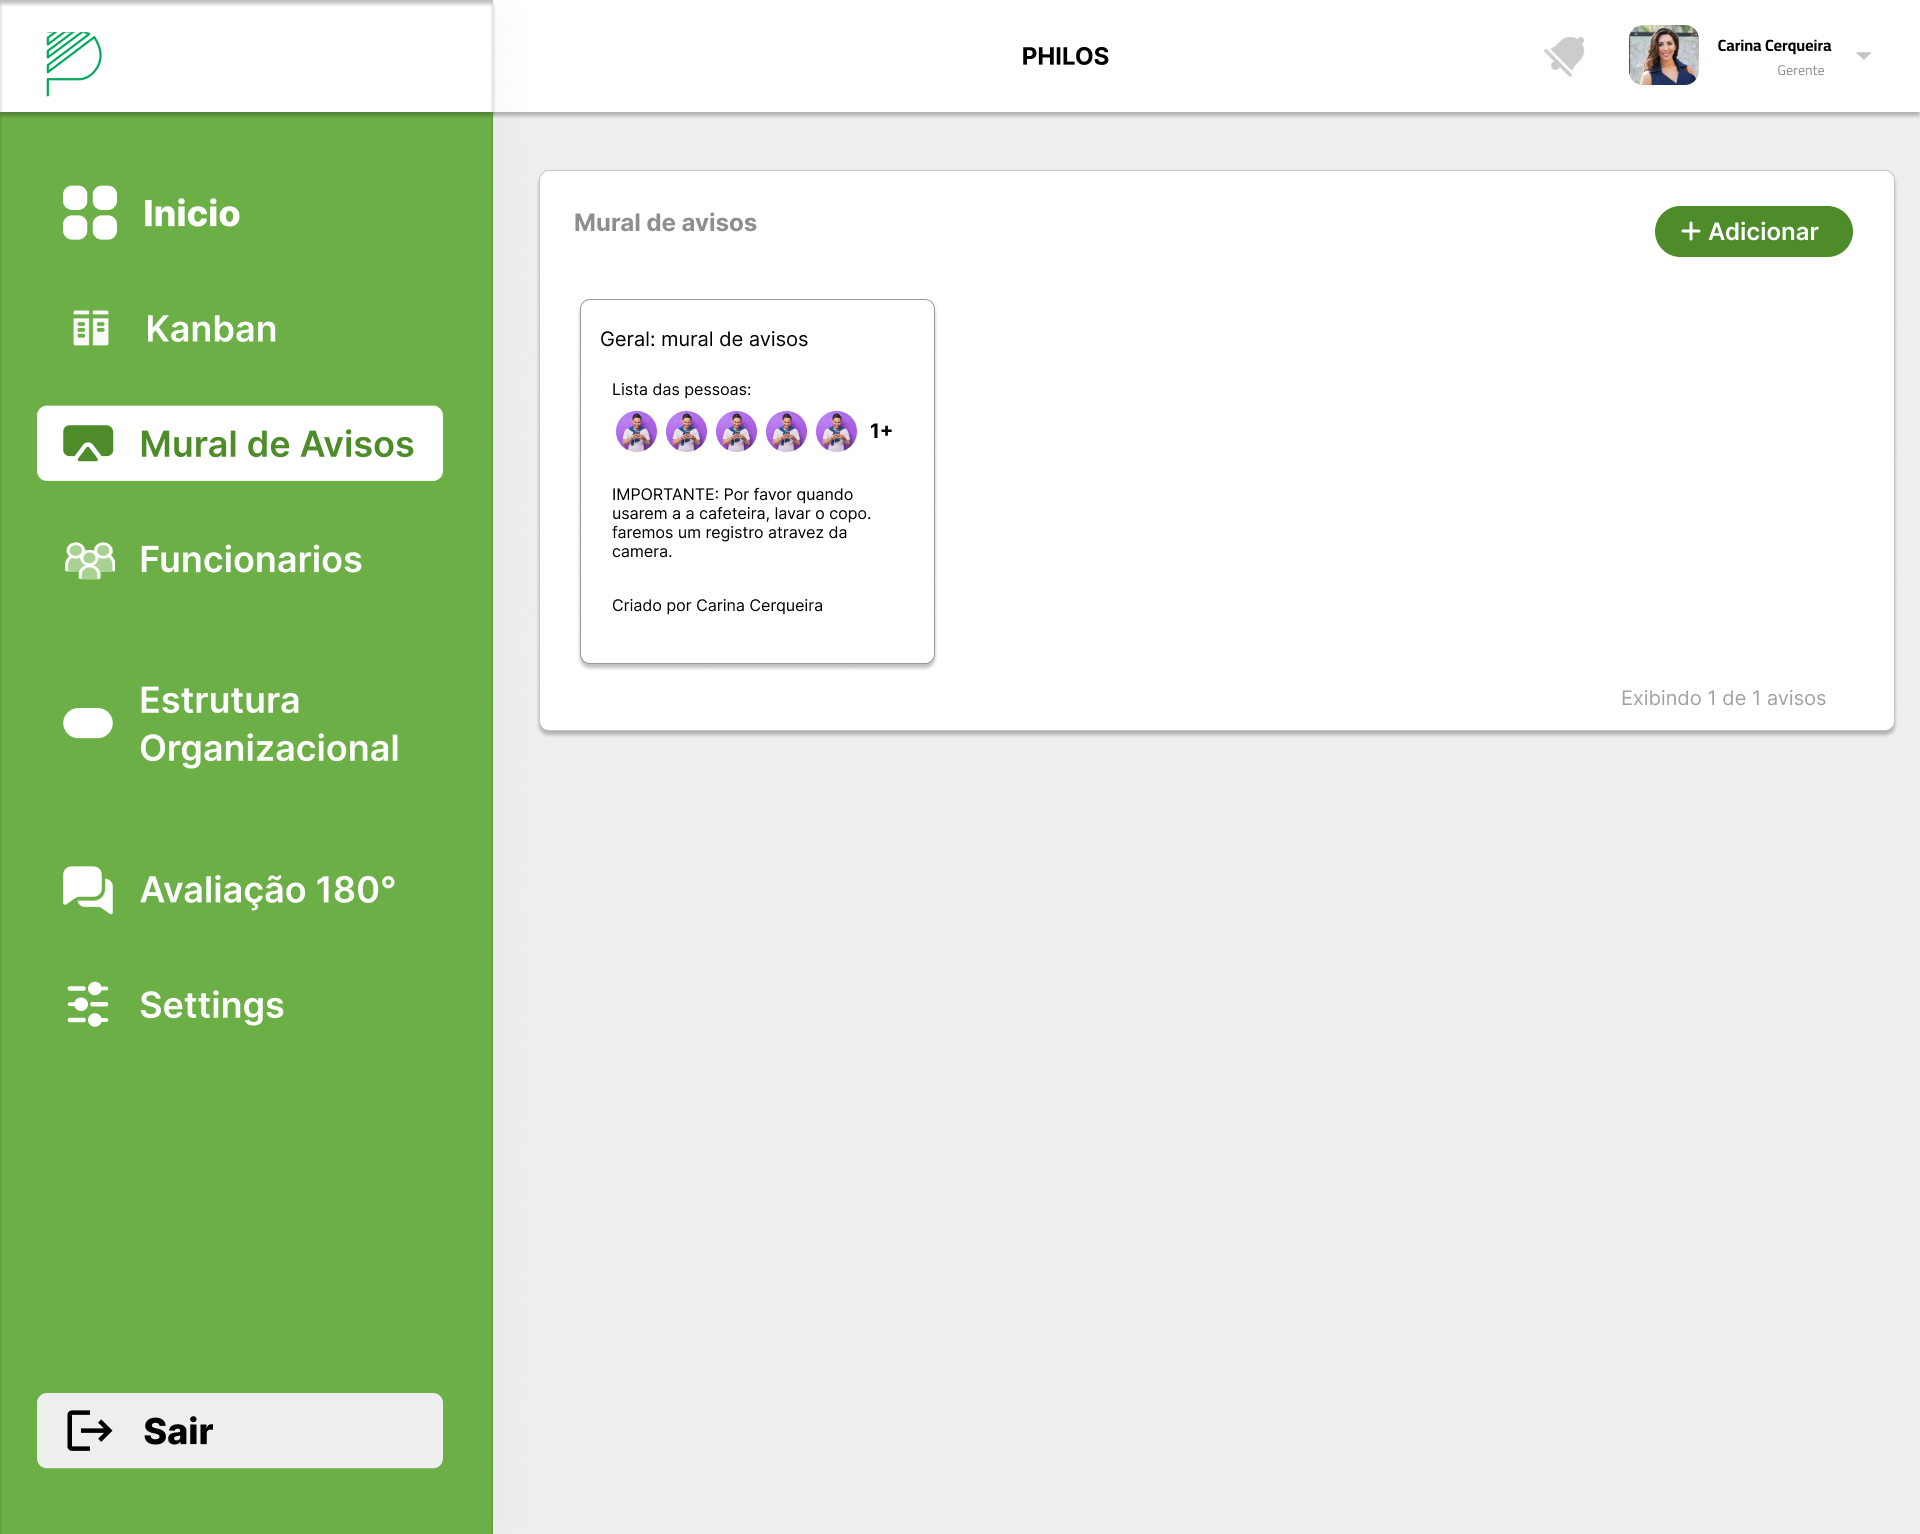 PHILOS
Carina Cerqueira
Gerente
Inicio
Kanban
Mural de Avisos
Funcionarios
Estrutura
Organizacional
Avaliação 180°
Settings
Sair
Mural de avisos
+ Adicionar
Geral: mural de avisos
Lista das pessoas:
1+
IMPORTANTE: Por favor quando
usarem a a cafeteira, lavar o copo.
faremos um registro atravez da
camera.
Criado por Carina Cerqueira
Exibindo 1 de 1 avisos